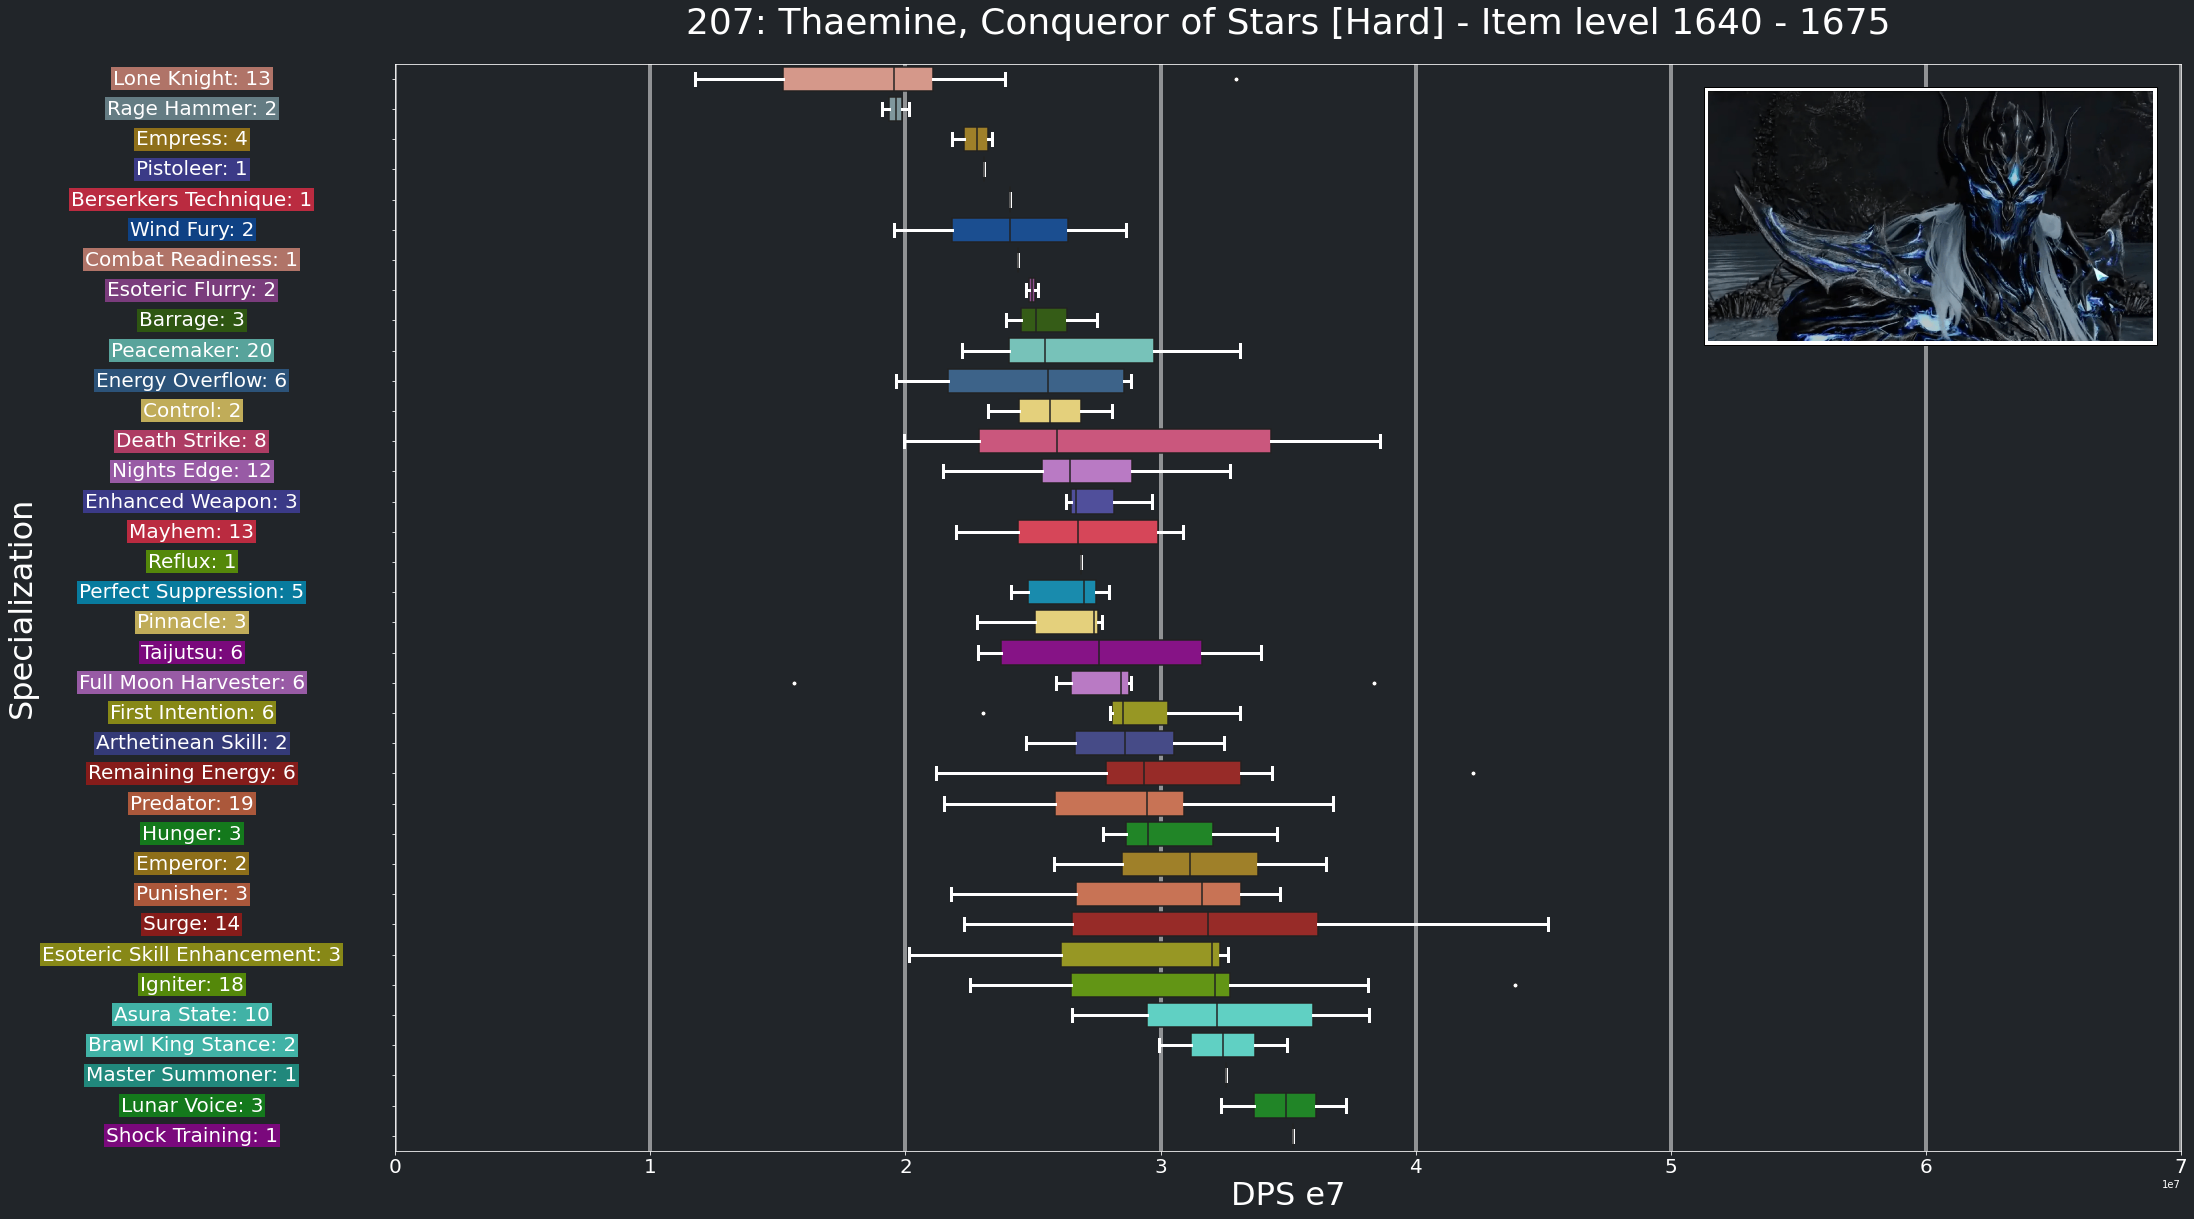 207: Thaemine, Conqueror of Stars [Hard] - Item level 1640 - 1675
Specialization
Lone Knight: 13
Rage Hammer: 2
Empress: 4
Pistoleer: 1
Berserkers Technique: 1
Wind Fury: 2
Combat Readiness: 1
Esoteric Flurry: 2
Barrage: 3
Peacemaker: 20
Energy Overflow: 6
Control: 2
Death Strike: 8
Nights Edge: 12
Enhanced Weapon: 3
Mayhem: 13
Reflux: 1
Perfect Suppression: 5
Pinnacle: 3
Taijutsu: 6
Full Moon Harvester: 6
First Intention: 6
Arthetinean Skill: 2
Remaining Energy: 6
Predator: 19
Hunger: 3
Emperor: 2
Punisher: 3
Surge: 14
Esoteric Skill Enhancement: 3
Igniter: 18
Asura State: 10
Brawl King Stance: 2
Master Summoner: 1
Lunar Voice: 3
Shock Training: 1
0 1 2 3 4 5 6 7
1e7
DPS e7